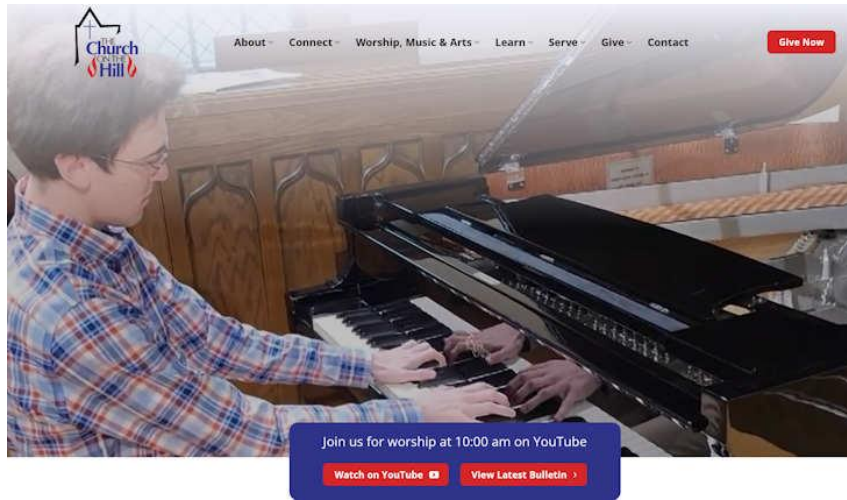 THE
Church
ON THE
Hill
About
Connect
Worship, Music & Arts
Learn
Serve
Give
Contact
Give Now
Join us for worship at 10:00 am on YouTube
Watch on YouTube
View Latest Bulletin